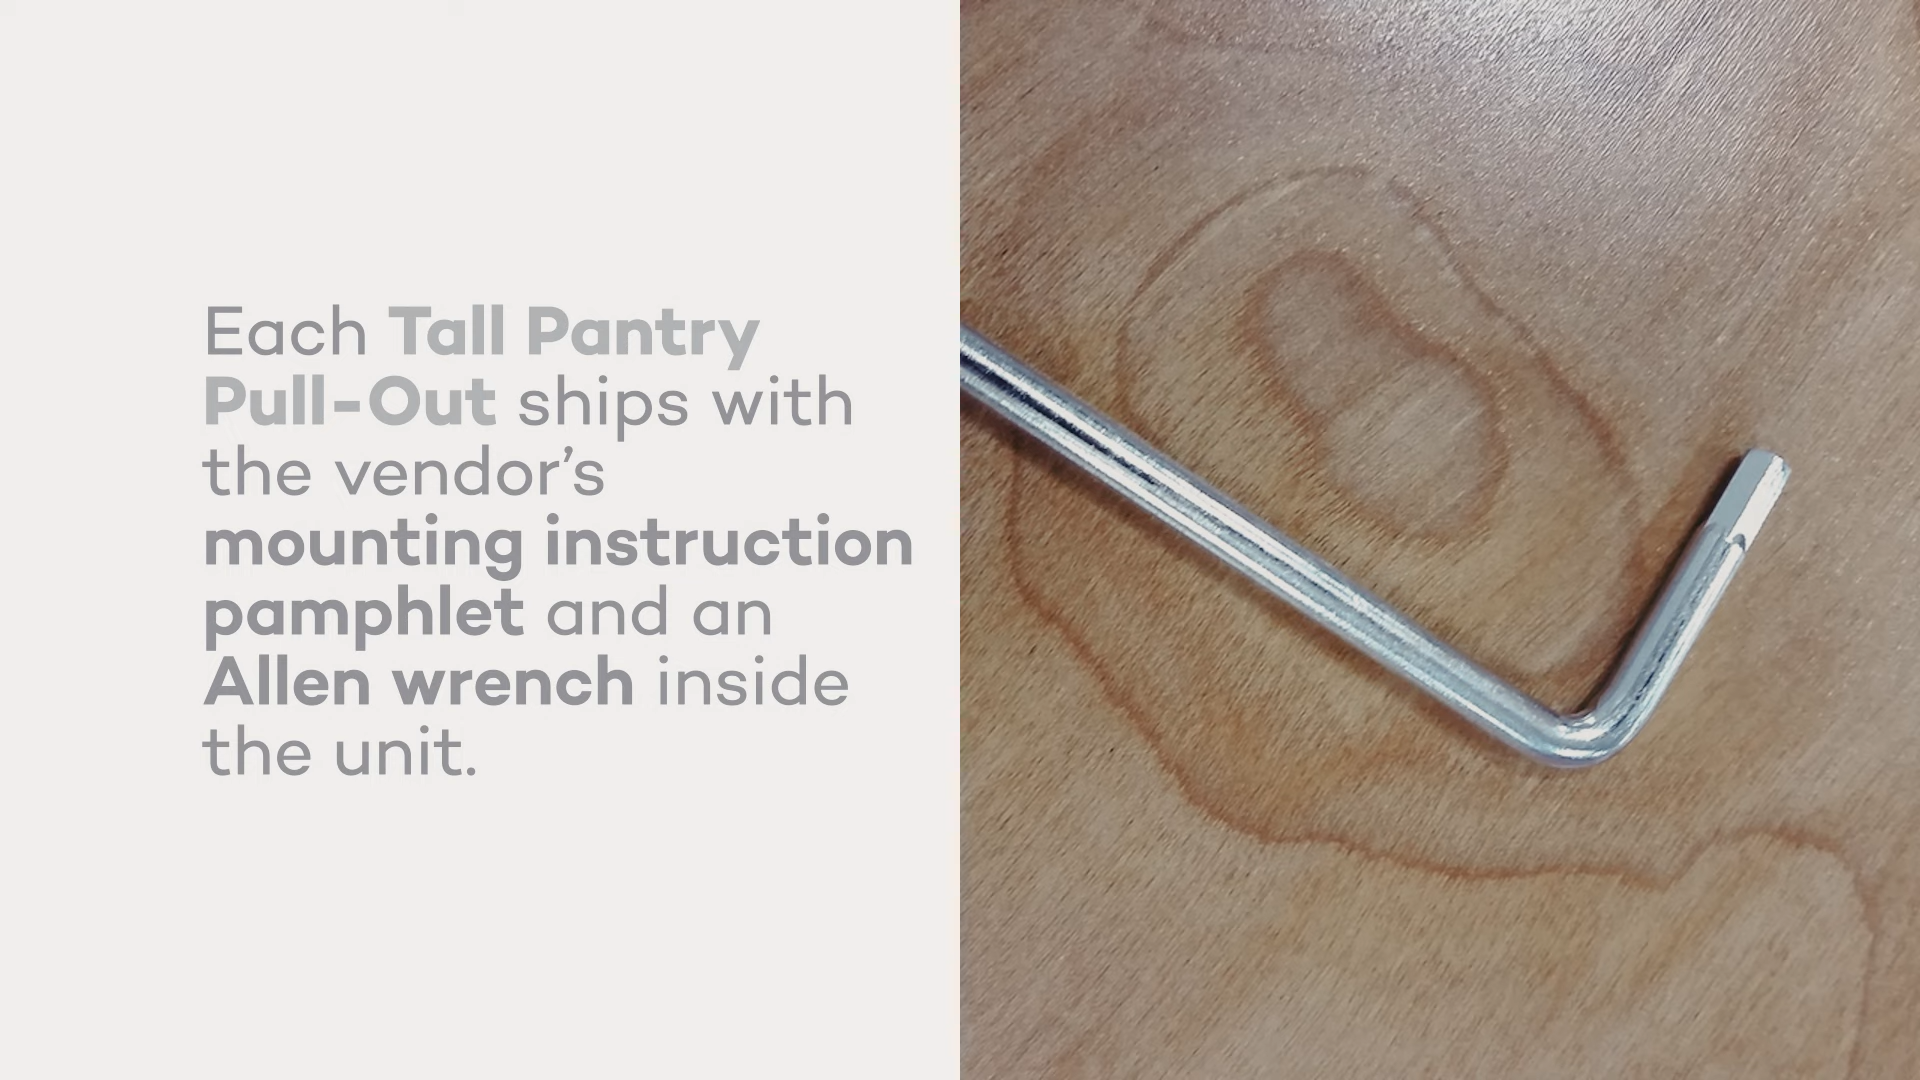 Each Tall Pantry
Pull-Out ships with
the vendor’s
mounting instruction
pamphlet and an
Allen wrench inside
the unit.